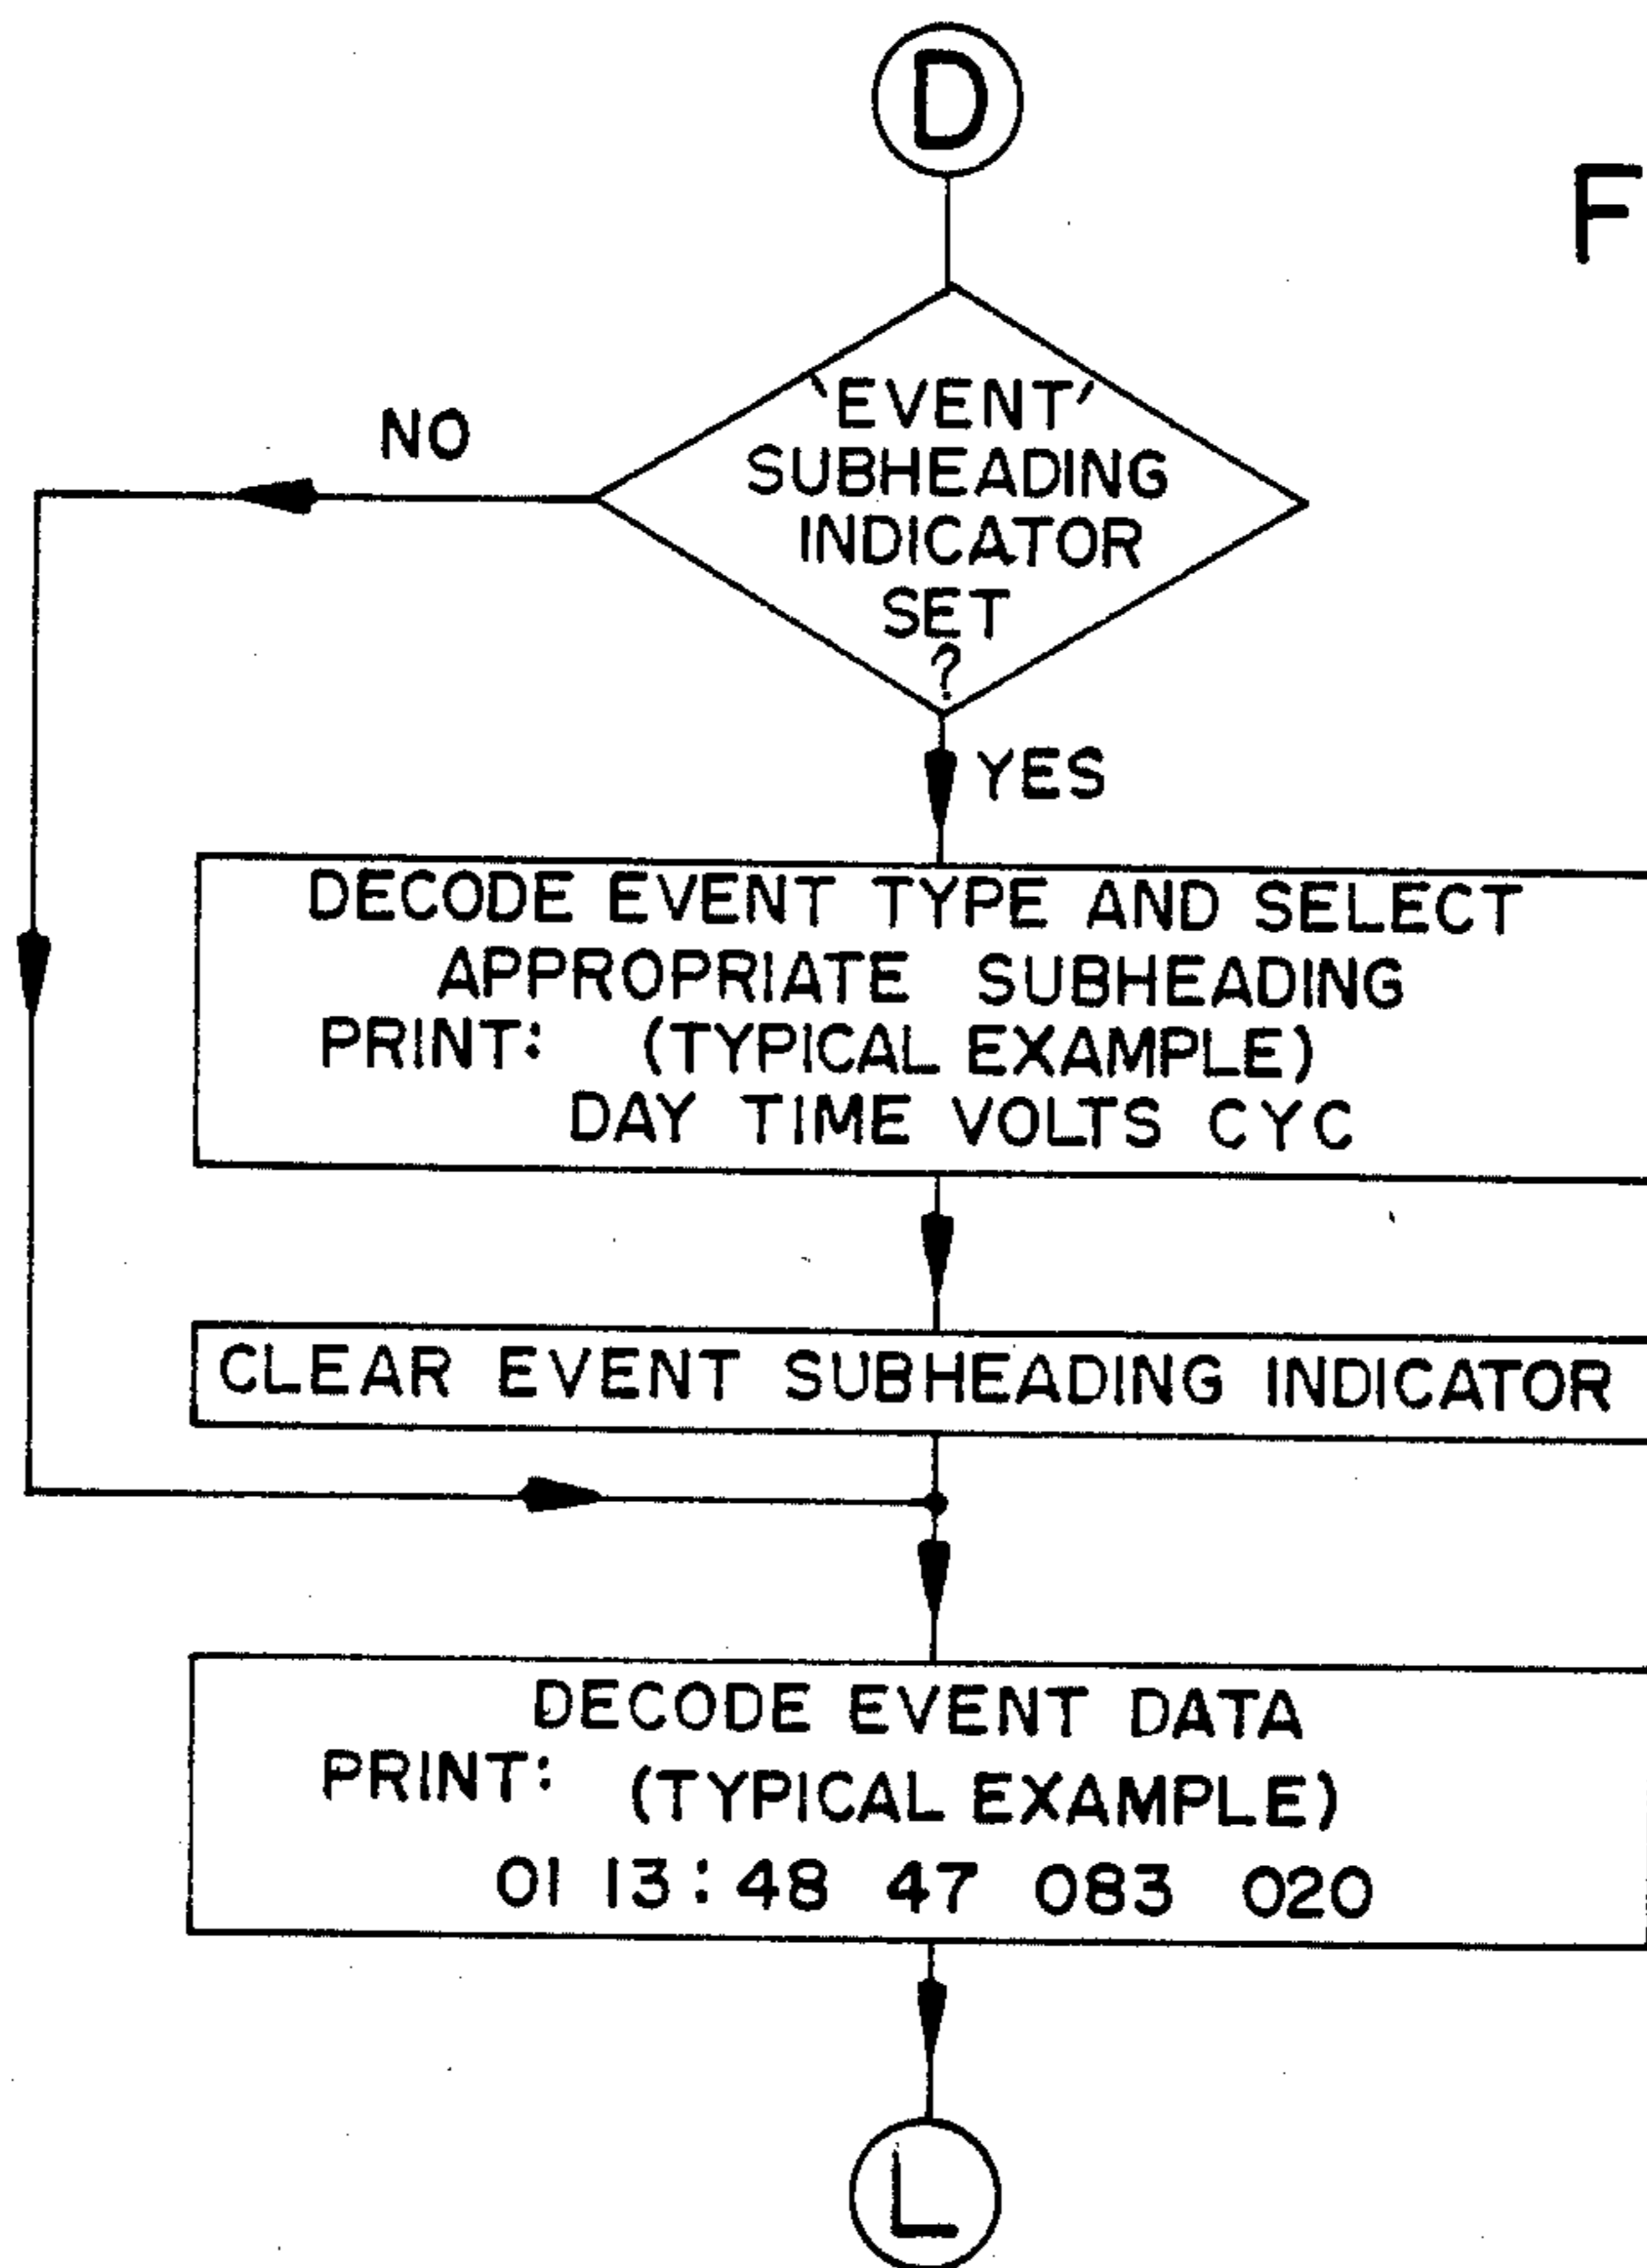 D
F
NO
'EVENT'
SUBHEADING
INDICATOR
SET
?
YES
DECODE EVENT TYPE AND SELECT
APPROPRIATE SUBHEADING
PRINT: (TYPICAL EXAMPLE)
DAY TIME VOLTS CYC
CLEAR EVENT SUBHEADING INDICATOR
DECODE EVENT DATA
PRINT: (TYPICAL EXAMPLE)
01 13:48 47 083 020
L